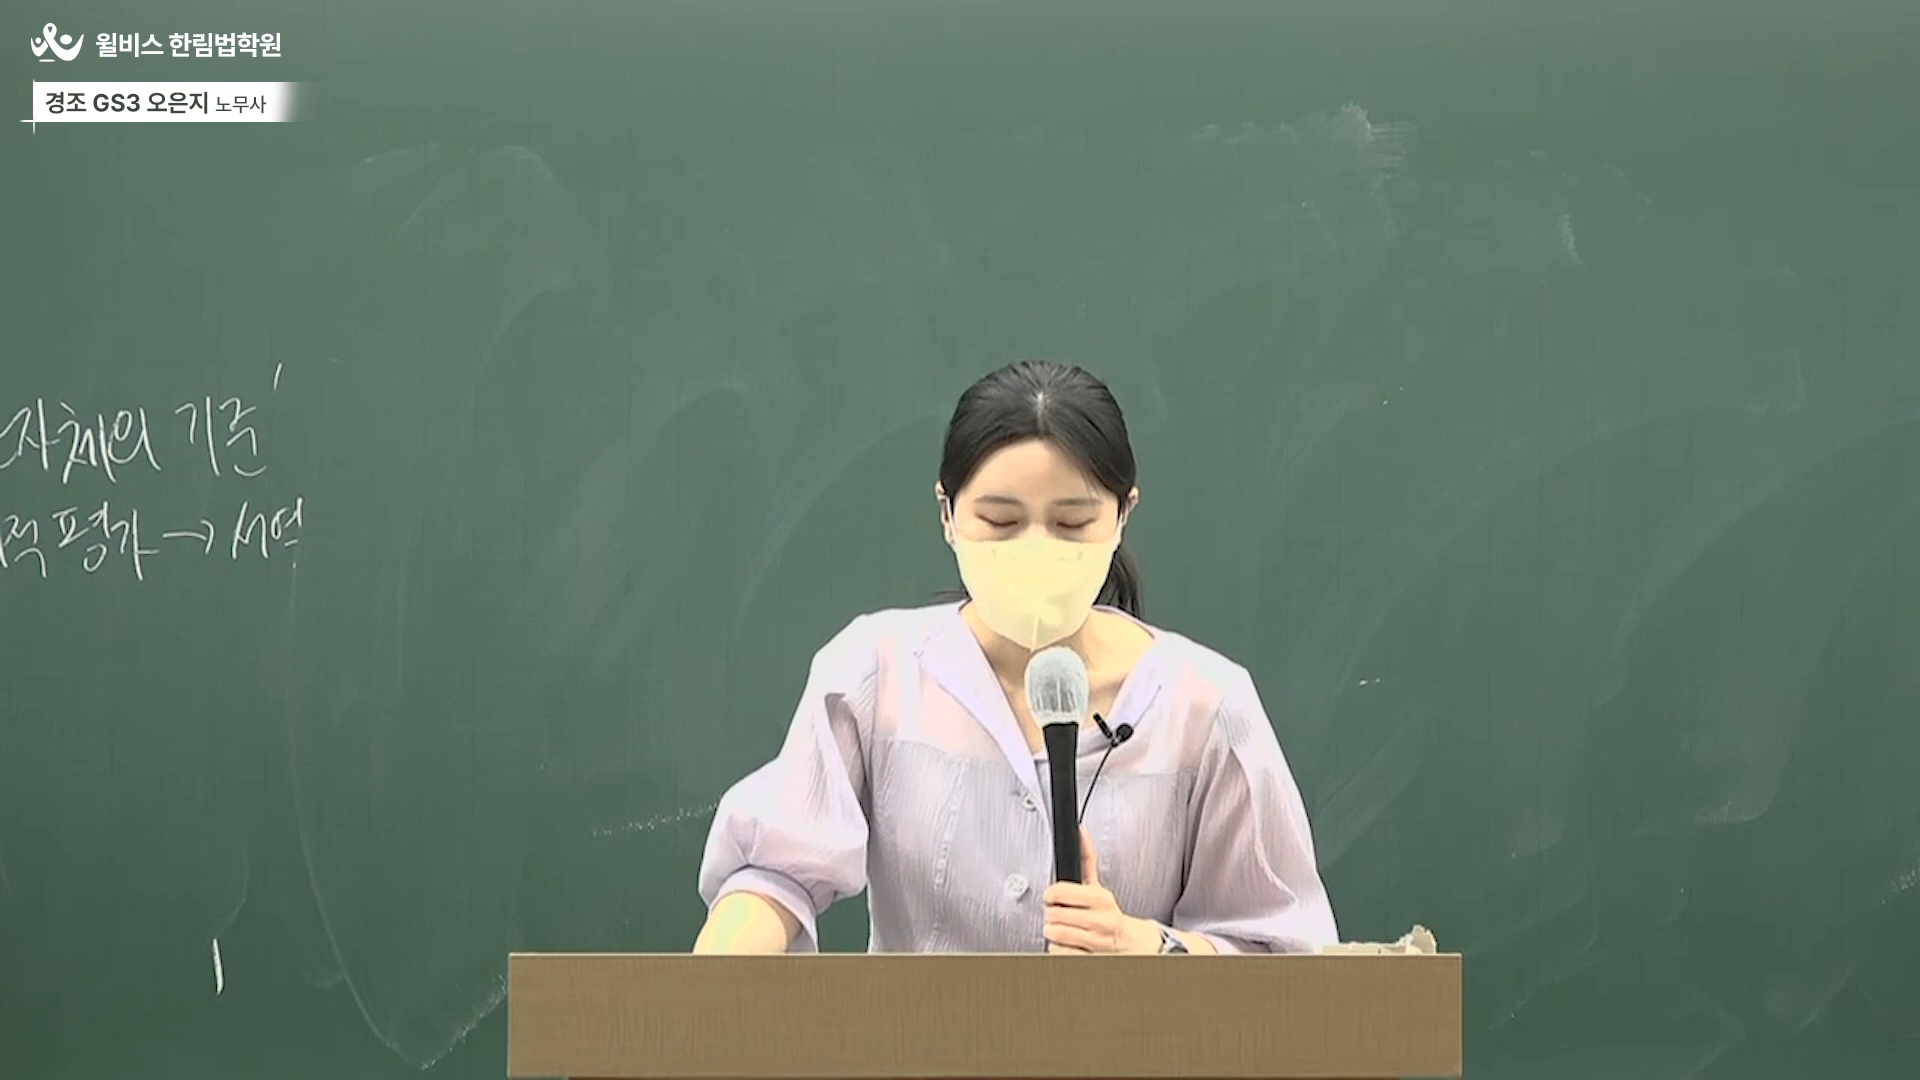 윌비스 한림법학원
경조 GS3 오은지 노무사
자체의 기준
적 평가 → 서열